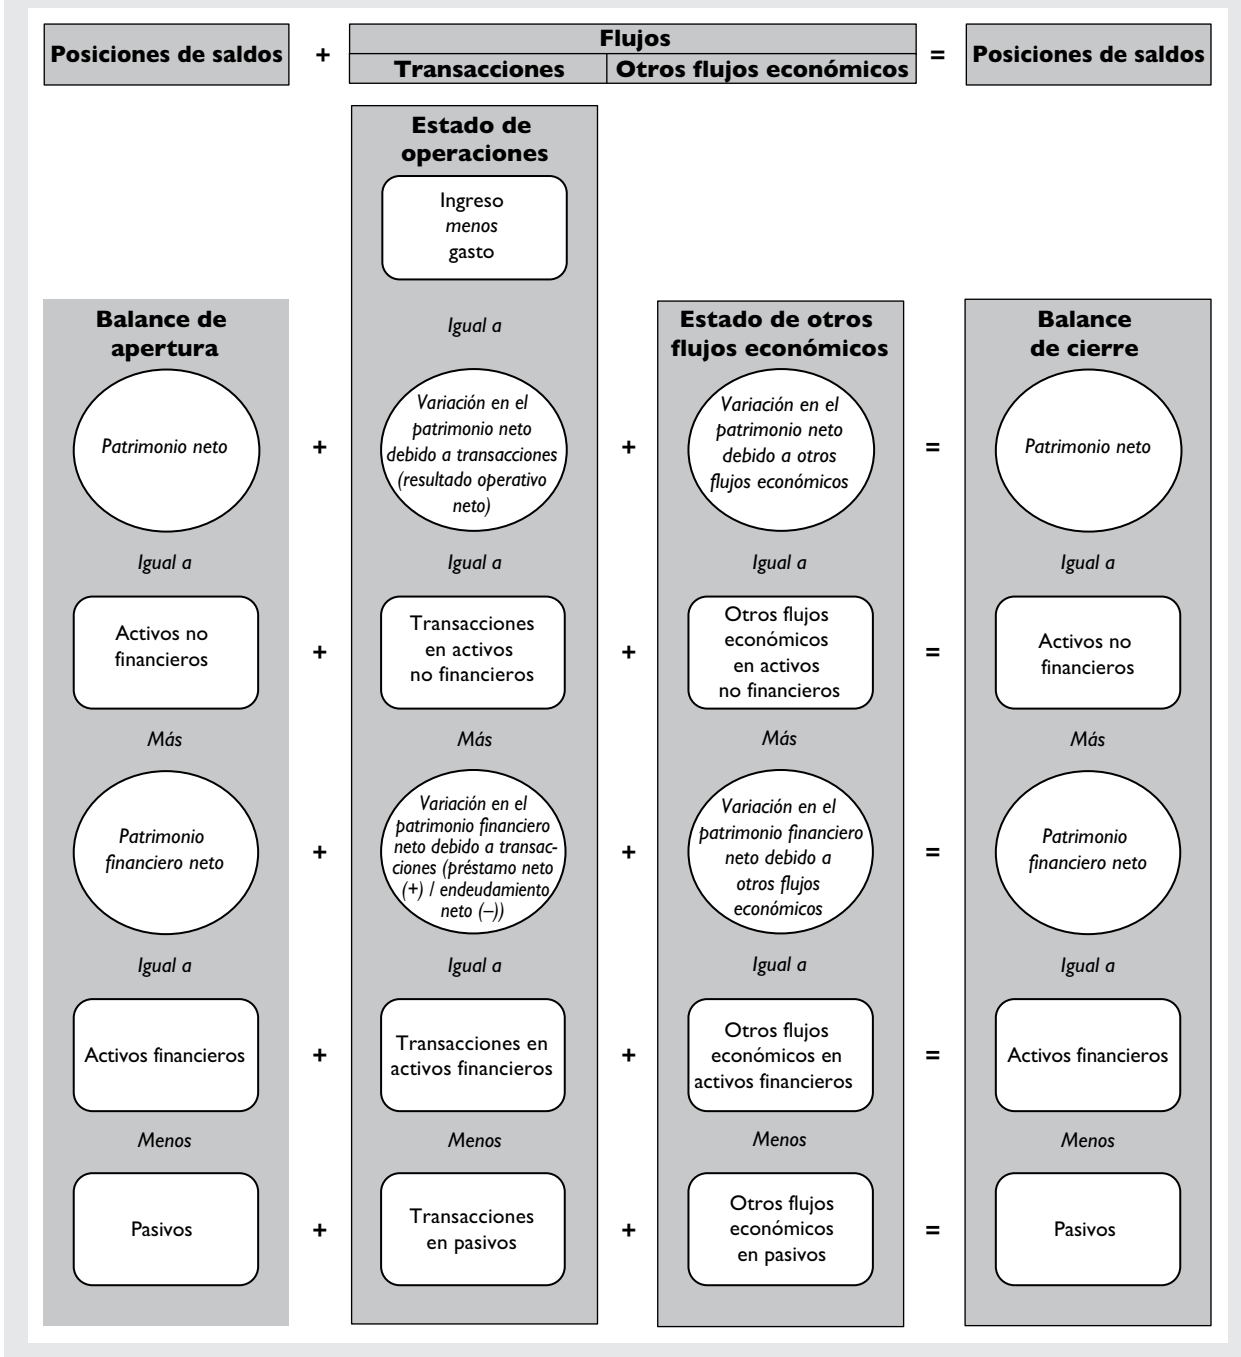 Posiciones de saldos
+
Flujos
Transacciones
Otros flujos económicos
=
Posiciones de saldos
Estado de
operaciones
Ingreso
menos
gasto
Igual a
Balance de
apertura
Estado de otros
flujos económicos
Balance
de cierre
Patrimonio neto
+
Variación en el
patrimonio neto
debido a transacciones
(resultado operativo
neto)
+
Variación en el
patrimonio neto
debido a otros
flujos económicos
=
Patrimonio neto
Igual a
Igual a
Igual a
Igual a
Activos no
financieros
+
Transacciones
en activos
no financieros
+
Otros flujos
económicos
en activos
no financieros
=
Activos no
financieros
Más
Más
Más
Más
Patrimonio
financiero neto
+
Variación en el
patrimonio financiero
neto debido a transac-
ciones (préstamo neto
(+) / endeudamiento
neto (–))
+
Variación en el
patrimonio financiero
neto debido a
otros flujos
económicos
=
Patrimonio
financiero neto
Igual a
Igual a
Igual a
Igual a
Activos financieros
+
Transacciones en
activos financieros
+
Otros flujos
económicos en
activos financieros
=
Activos financieros
Menos
Menos
Menos
Menos
Pasivos
+
Transacciones
en pasivos
+
Otros flujos
económicos
en pasivos
=
Pasivos